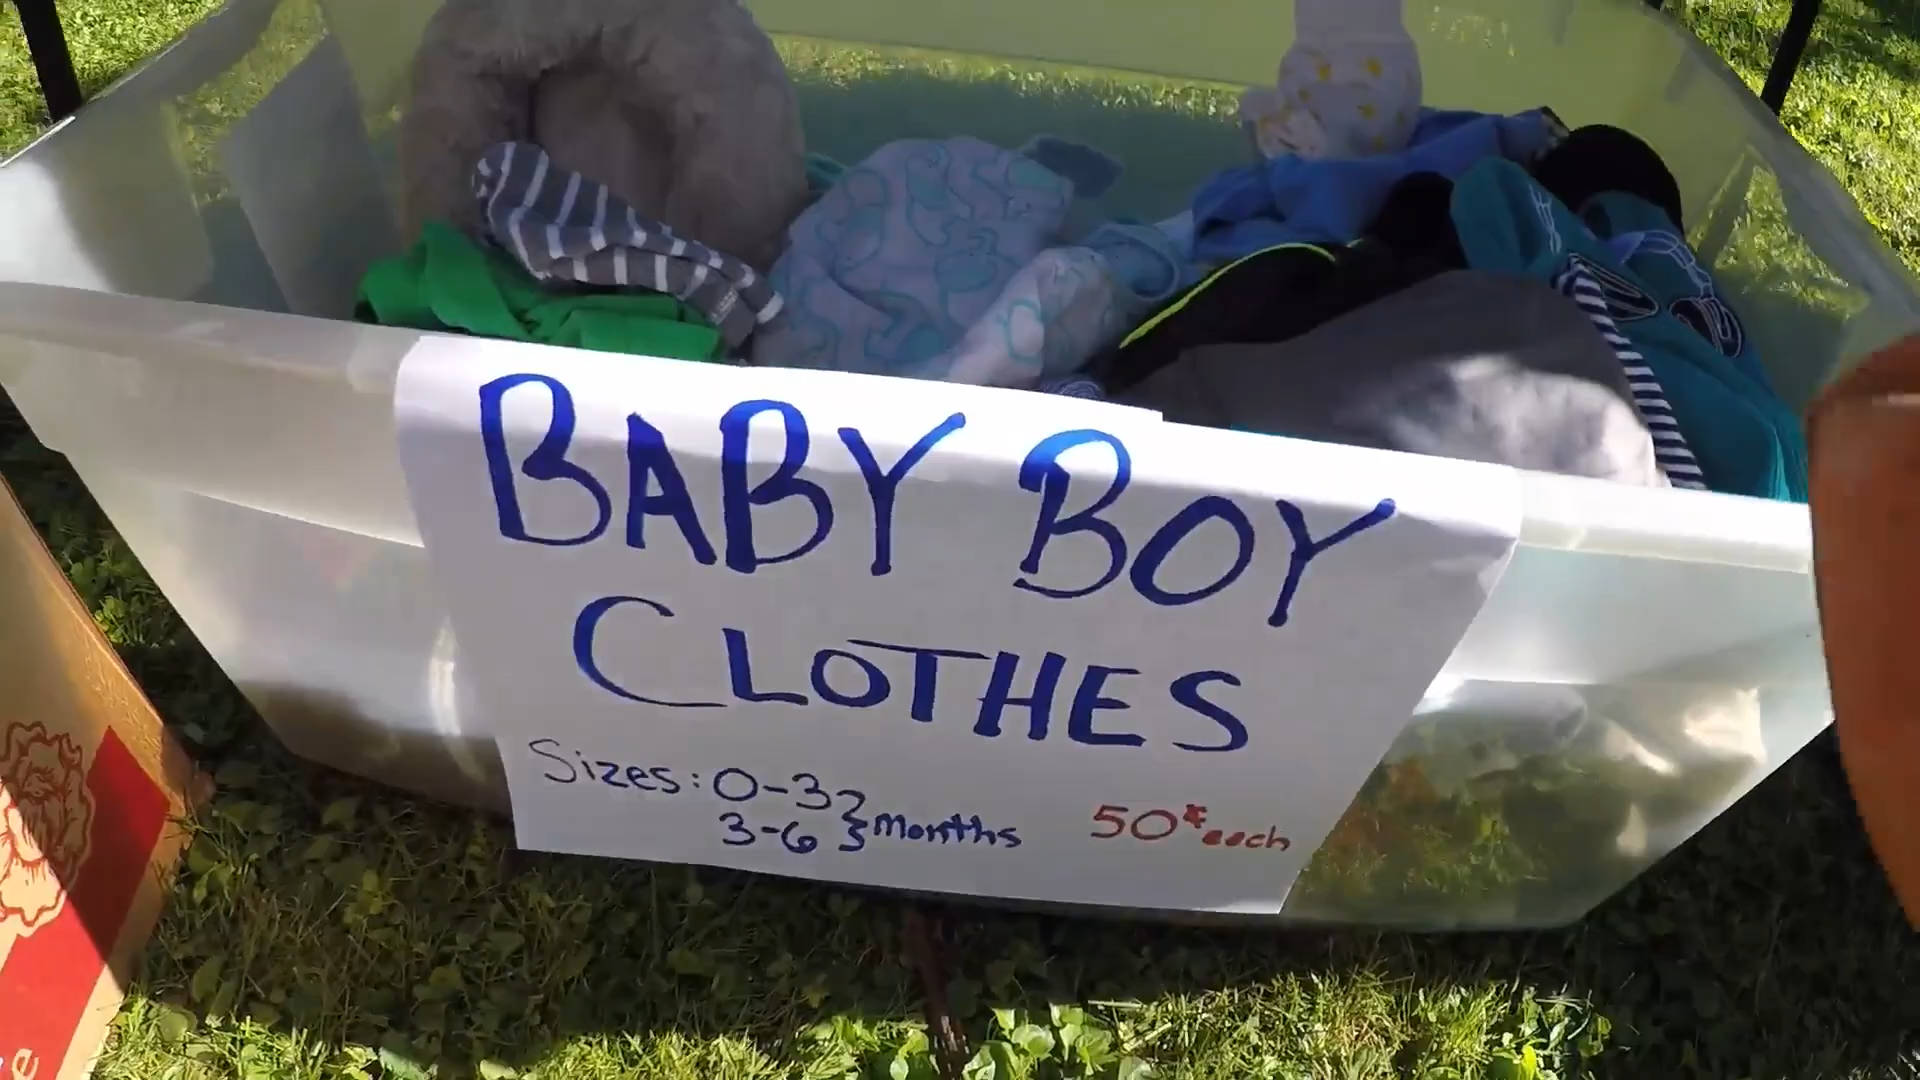 BABY BOY
CLOTHES
Sizes: 0-3
3-6 } months
50¢ each